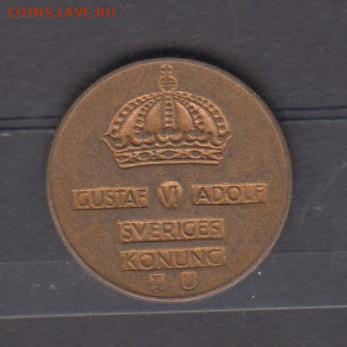 COINS.LAVE.RU
GUSTAF VI ADOLF
SVERIGES
KONUNG
U